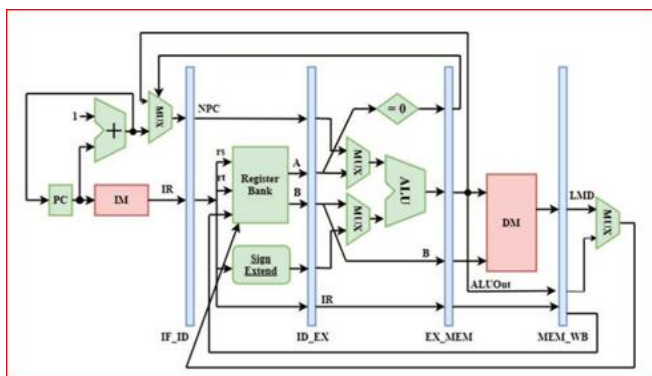 NPC
1
MUX
+
= 0
rs
rt
Register
Bank
A
B
MUX
MUX
ALU
PC
IM
IR
DM
LMD
MUX
Sign
Extend
B
IR
ALUOut
IF_ID
ID_EX
EX_MEM
MEM_WB